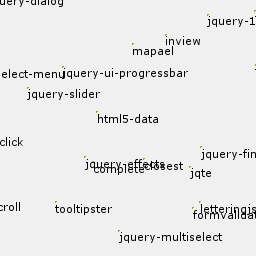 uery-dialog
jquery-1
inview
mapael
elect-menu
jquery-ui-progressbar
jquery-slider
html5-data
click
jquery-fin
jquery-effects
closest
complete
jqte
croll
tooltipster
letteringjs
formvalidat
jquery-multiselect